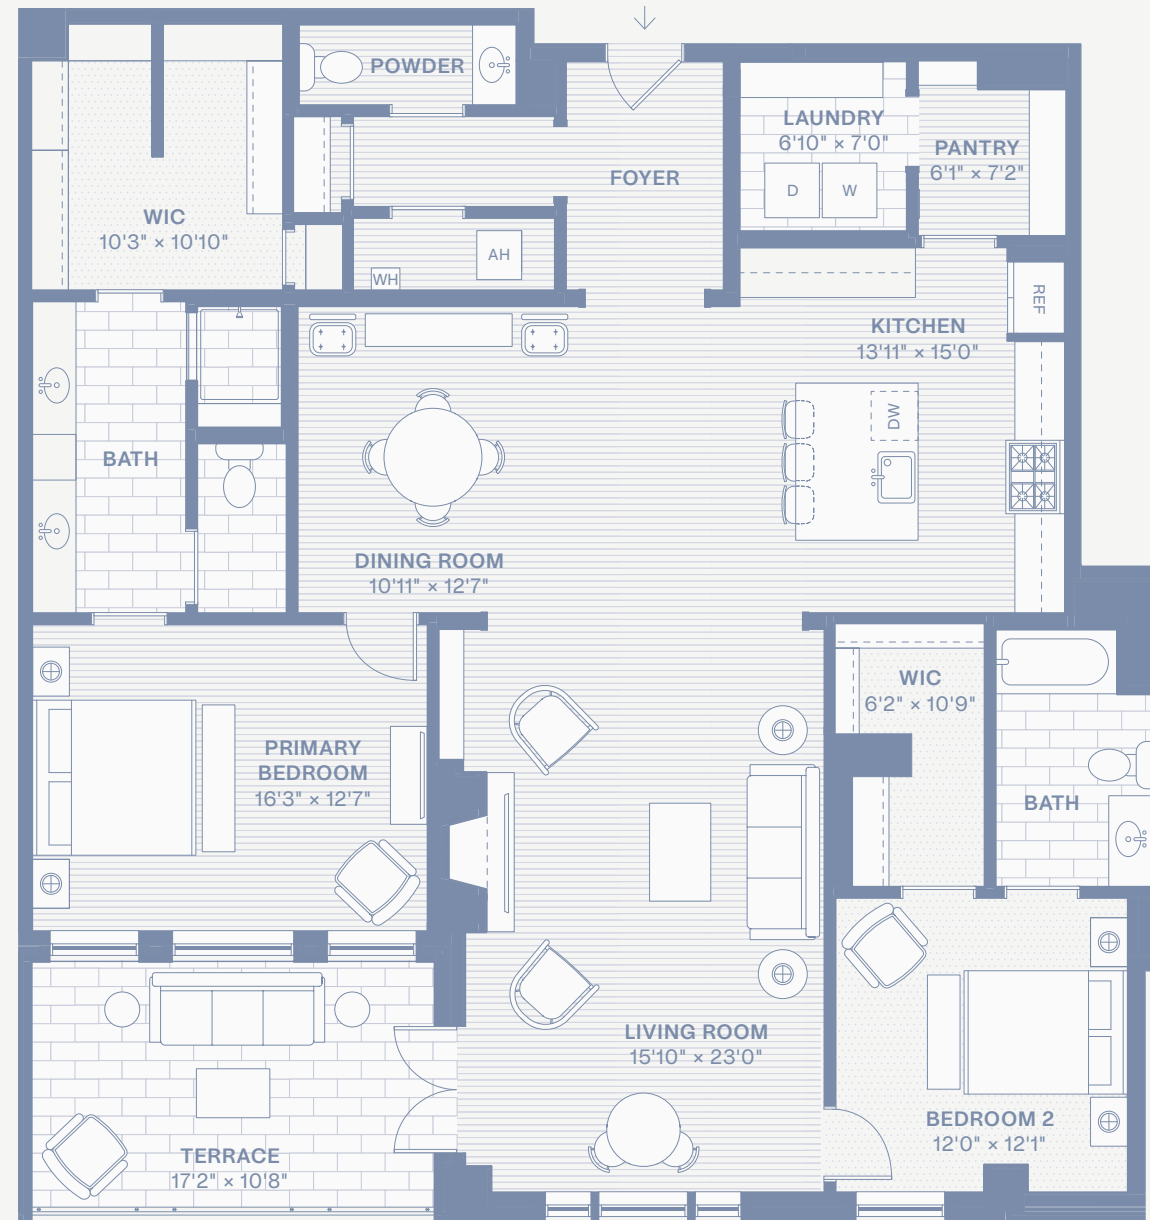 POWDER
LAUNDRY
6'10" × 7'0"
PANTRY
6'1" × 7'2"
D
W
FOYER
WIC
10'3" × 10'10"
AH
WH
REF
KITCHEN
13'11" × 15'0"
DW
BATH
DINING ROOM
10'11" × 12'7"
WIC
6'2" × 10'9"
PRIMARY
BEDROOM
16'3" × 12'7"
BATH
LIVING ROOM
15'10" × 23'0"
BEDROOM 2
12'0" × 12'1"
TERRACE
17'2" × 10'8"